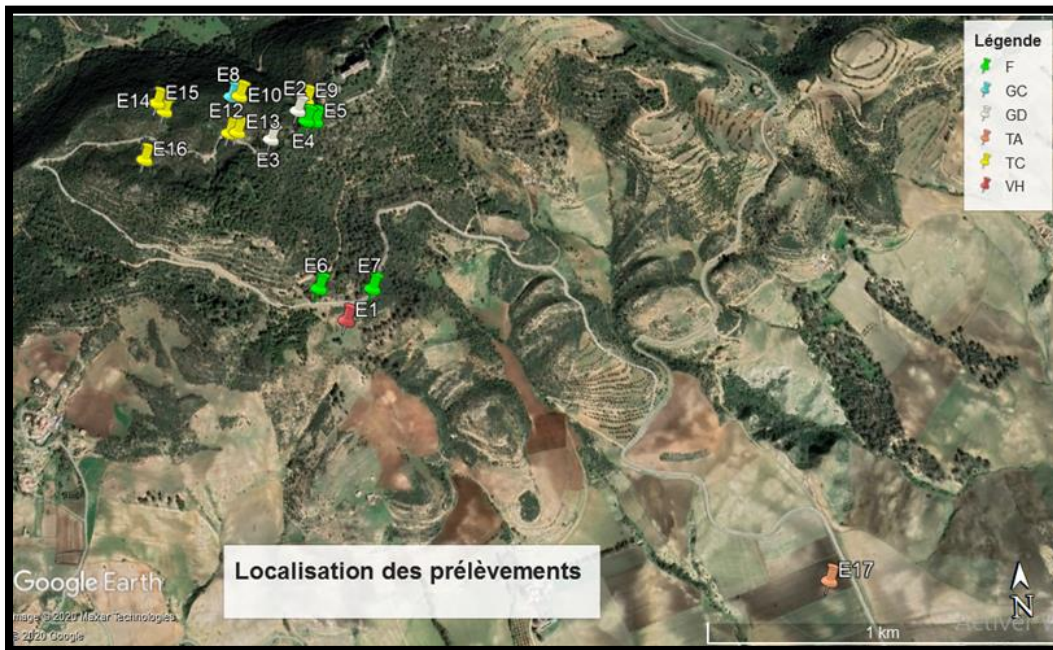 Légende
F
GC
GD
TA
TC
VH
E8
E2
E9
E14
E15
E10
E5
E12
E13
E4
E3
E16
E6
E7
E1
Localisation des prélèvements
E17
Google Earth
Image © 2020 Maxar Technologies
© 2020 Google
1 km
N
Activer